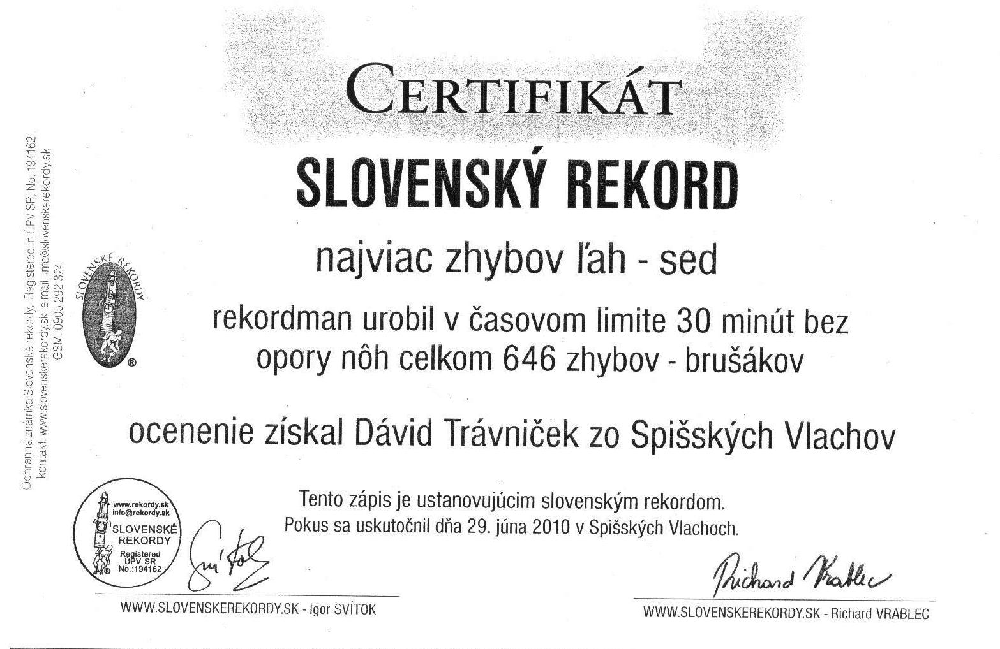 CERTIFIKÁT
SLOVENSKÝ REKORD
najviac zhybov ľah - sed
rekordman urobil v časovom limite 30 minút bez
opory nôh celkom 646 zhybov - brušákov
ocenenie získal Dávid Trávniček zo Spišských Vlachov
Tento zápis je ustanovujúcim slovenským rekordom.
Pokus sa uskutočnil dňa 29. júna 2010 v Spišských Vlachoch.
Ochranná známka Slovenské rekordy. Registered in ÚPV SR, No.:194162
kontakt: www.slovenskerekordy.sk, e-mail: info@slovenskerekordy.sk
GSM: 0905 292 324
SLOVENSKÉ REKORDY
®
www.rekordy.sk
info@rekordy.sk
SLOVENSKÉ
REKORDY
Registered
ÚPV SR
No.:194162
®
Svítok
WWW.SLOVENSKEREKORDY.SK - Igor SVÍTOK
Richard Vrablec
WWW.SLOVENSKEREKORDY.SK - Richard VRABLEC